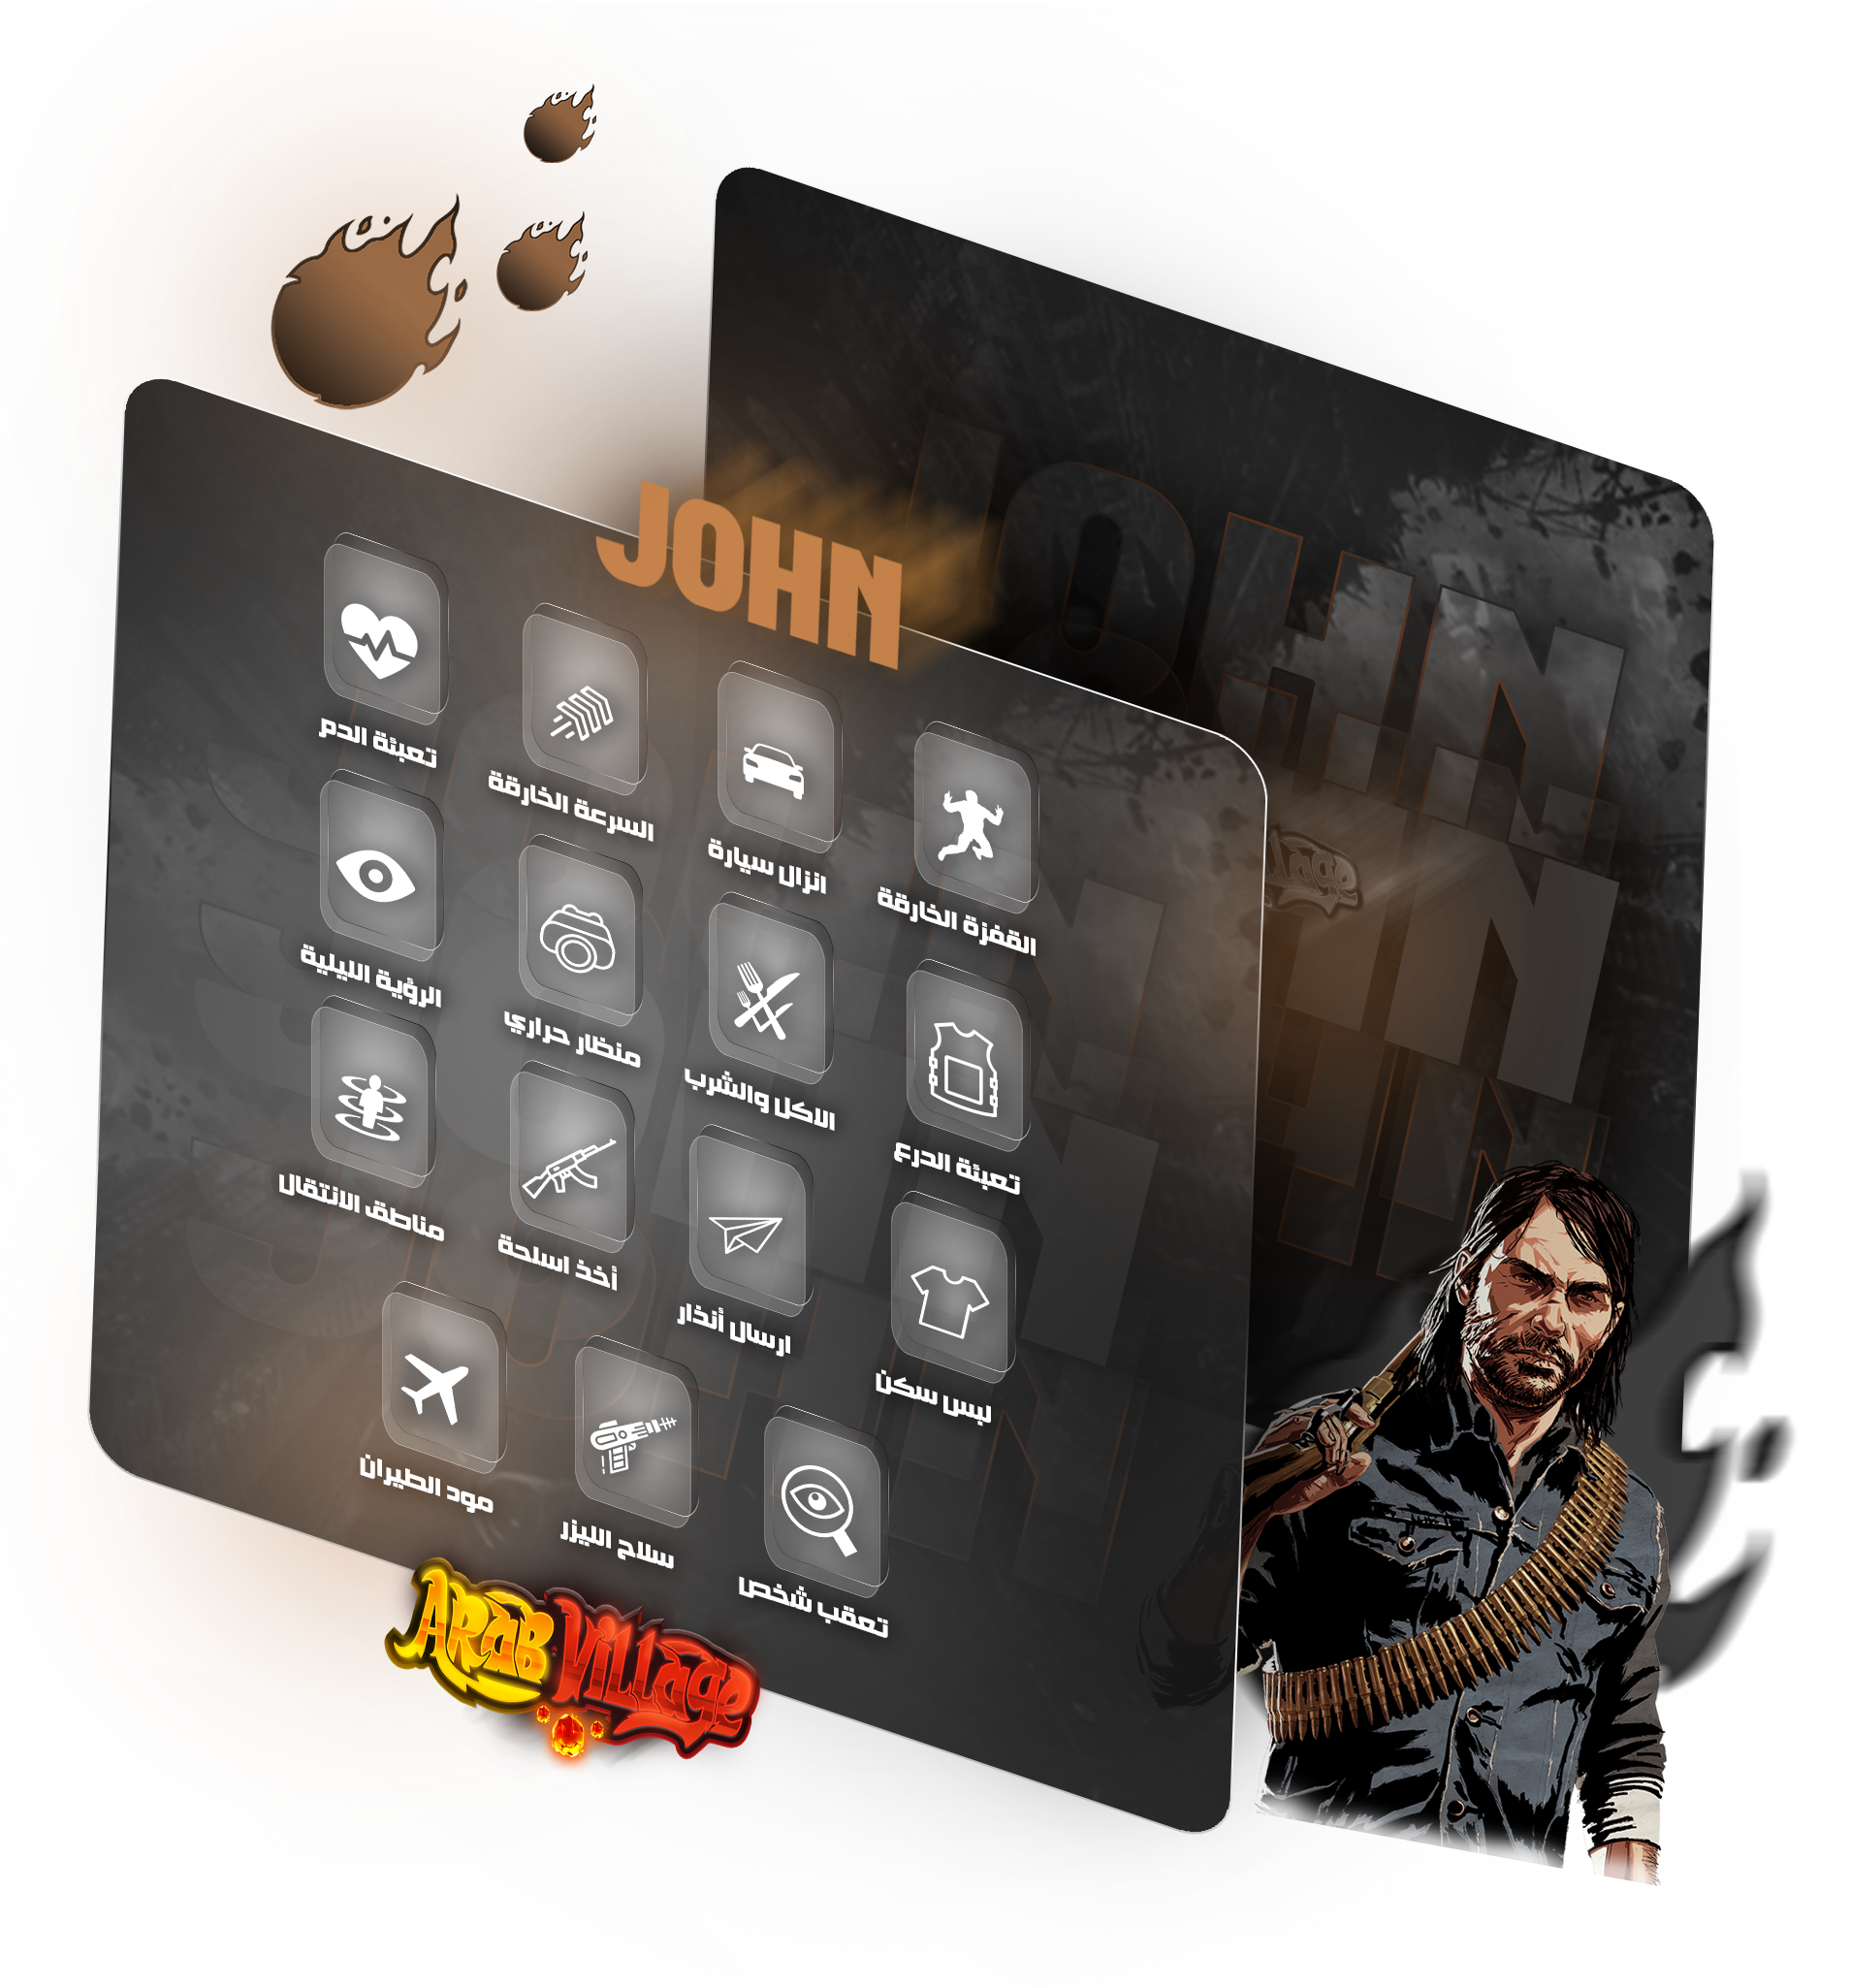 JOHN
JOHN
تعبئة الدم
السرعة الخارقة
انزال سيارة
القفزة الخارقة
الرؤية الليلية
منظار حراري
الاكل والشرب
تعبئة الدرع
مناطق الانتقال
أخذ اسلحة
ارسال أنذار
لبس سكن
مود الطيران
سلاح الليزر
تعقب شخص
ARAB VILLAGE